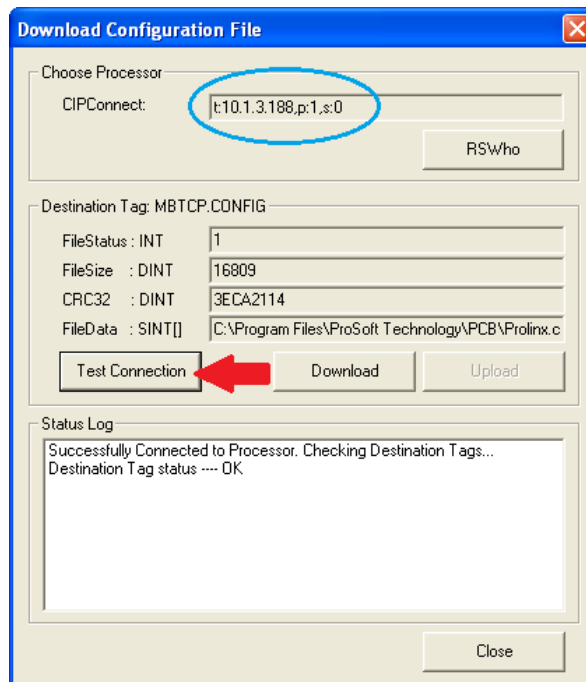 Download Configuration File
Choose Processor
CIPConnect: t:10.1.3.188,p:1,s:0
RSWho
Destination Tag: MBTCP.CONFIG
FileStatus : INT 1
FileSize : DINT 16809
CRC32 : DINT 3ECA2114
FileData : SINT[] C:\Program Files\ProSoft Technology\PCB\Prolinx.c
Test Connection Download Upload
Status Log
Successfully Connected to Processor. Checking Destination Tags...
Destination Tag status ---- OK
Close